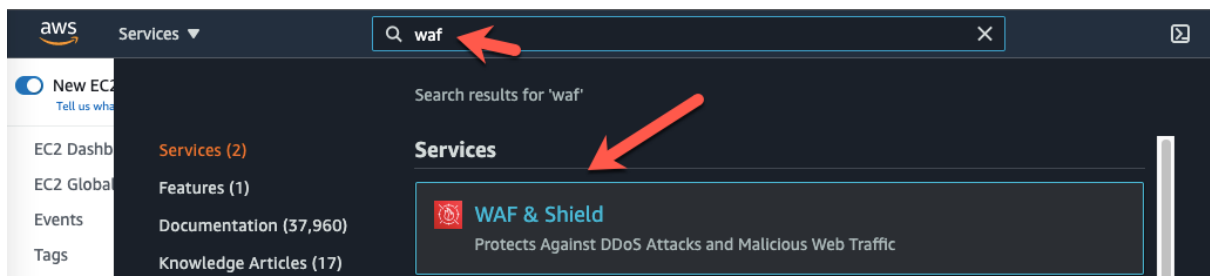 aws Services ▼ waf
New EC2
Tell us wha
EC2 Dashb
EC2 Global
Events
Tags
Search results for 'waf'
Services (2)
Features (1)
Documentation (37,960)
Knowledge Articles (17)
Services
WAF & Shield
Protects Against DDoS Attacks and Malicious Web Traffic